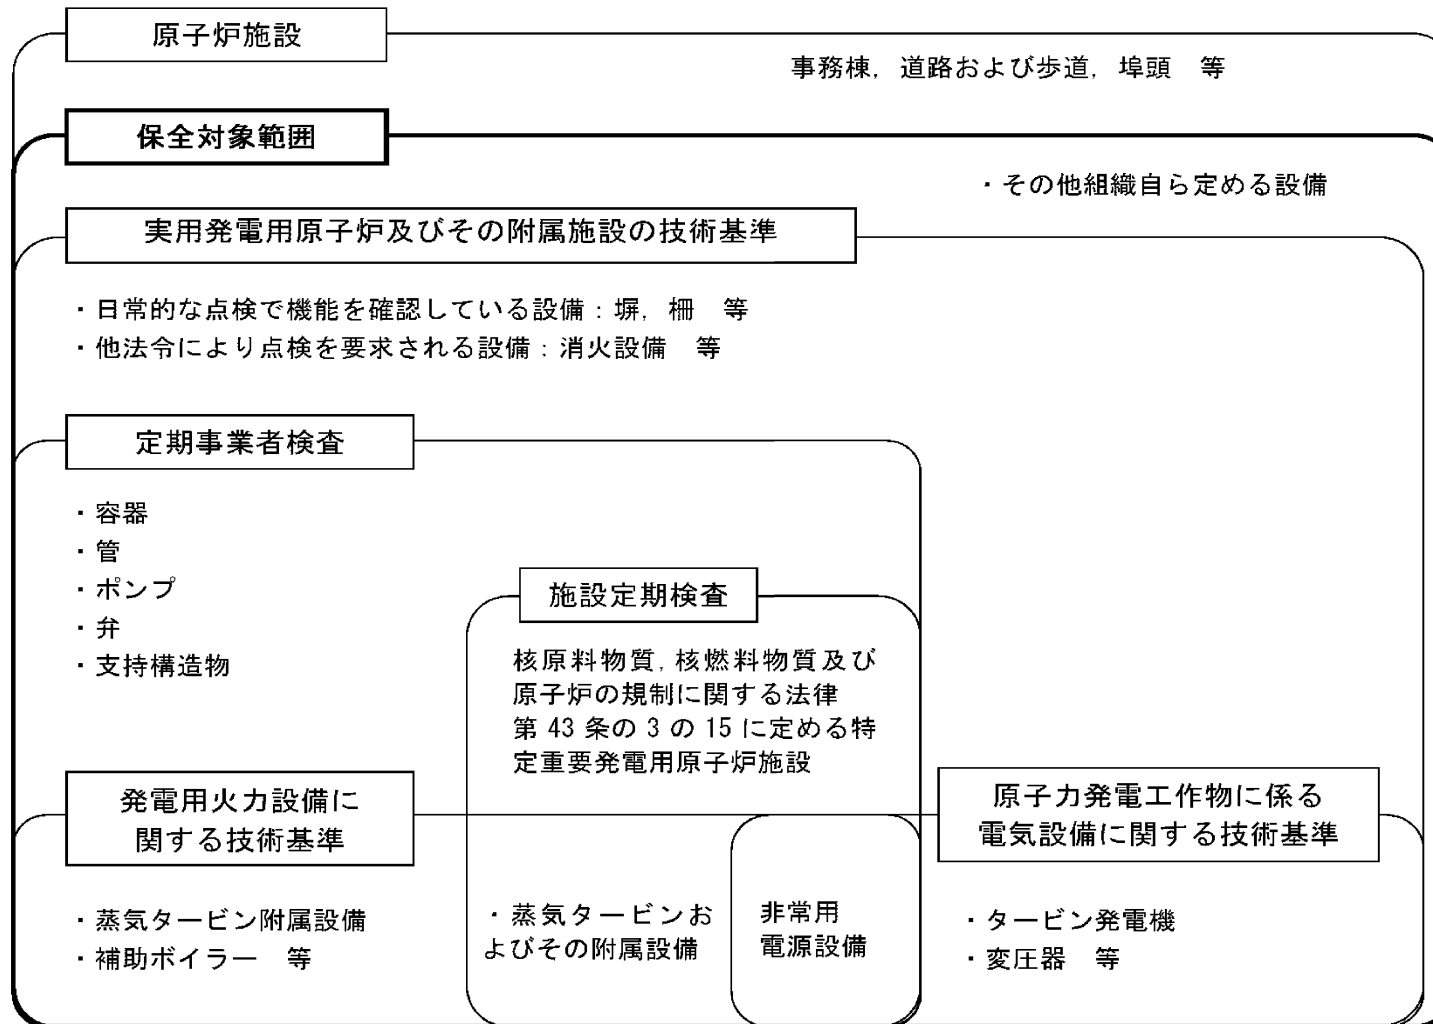 原子炉施設
事務棟，道路および歩道，埠頭　等
保全対象範囲
・その他組織自ら定める設備
実用発電用原子炉及びその附属施設の技術基準
・日常的な点検で機能を確認している設備：塀，柵　等
・他法令により点検を要求される設備：消火設備　等
定期事業者検査
・容器
・管
・ポンプ
・弁
・支持構造物
施設定期検査
核原料物質，核燃料物質及び
原子炉の規制に関する法律
第 43 条の 3 の 15 に定める特
定重要発電用原子炉施設
発電用火力設備に
関する技術基準
・蒸気タービン附属設備
・補助ボイラー　等
・蒸気タービンお
よびその附属設備
非常用
電源設備
原子力発電工作物に係る
電気設備に関する技術基準
・タービン発電機
・変圧器　等